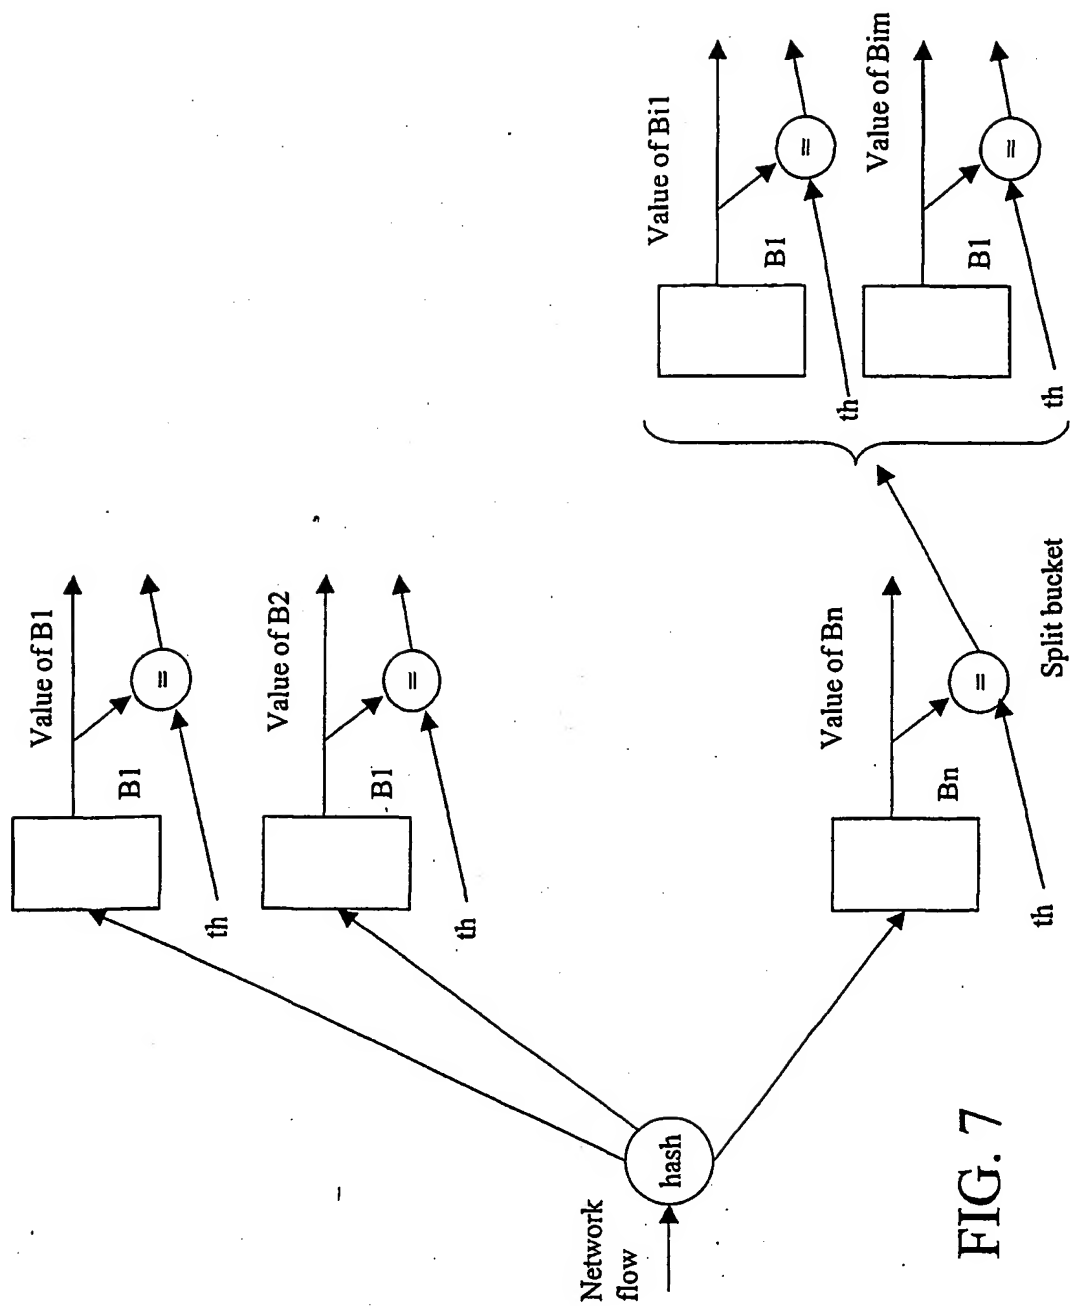 Network
flow
hash
th
B1
=
Value of B1
th
B1
=
Value of B2
th
Bn
=
Value of Bn
Split bucket
th
B1
=
Value of Bi1
th
B1
=
Value of Bim
FIG. 7